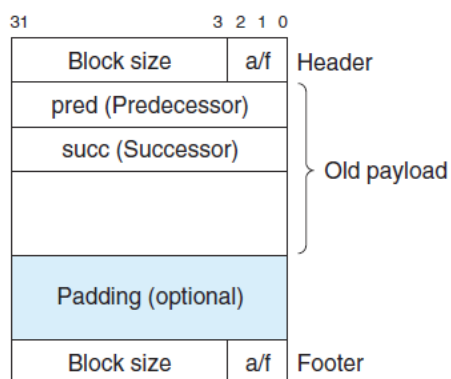 31 3 2 1 0
Block size a/f Header
pred (Predecessor)
succ (Successor)
Old payload
Padding (optional)
Block size a/f Footer